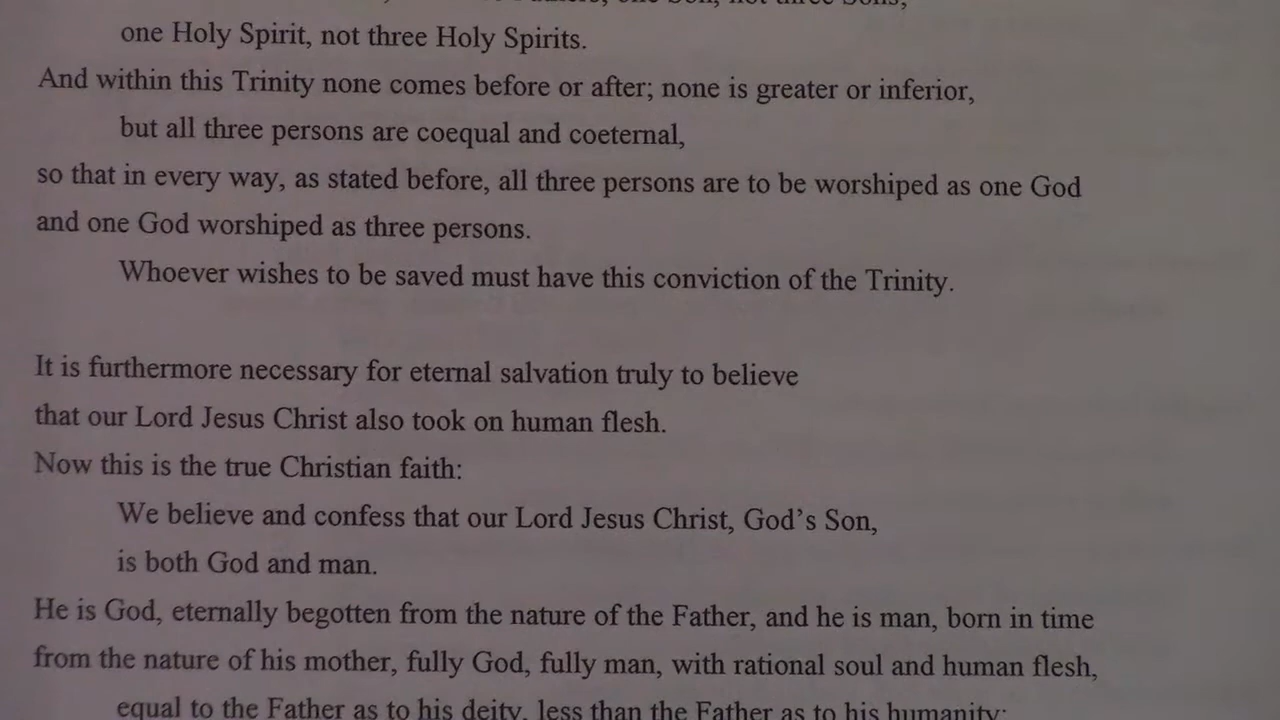 one Son, not three Sons,
one Holy Spirit, not three Holy Spirits.
And within this Trinity none comes before or after; none is greater or inferior,
but all three persons are coequal and coeternal,
so that in every way, as stated before, all three persons are to be worshiped as one God
and one God worshiped as three persons.
Whoever wishes to be saved must have this conviction of the Trinity.
It is furthermore necessary for eternal salvation truly to believe
that our Lord Jesus Christ also took on human flesh.
Now this is the true Christian faith:
We believe and confess that our Lord Jesus Christ, God’s Son,
is both God and man.
He is God, eternally begotten from the nature of the Father, and he is man, born in time
from the nature of his mother, fully God, fully man, with rational soul and human flesh,
equal to the Father as to his deity, less than the Father as to his humanity;